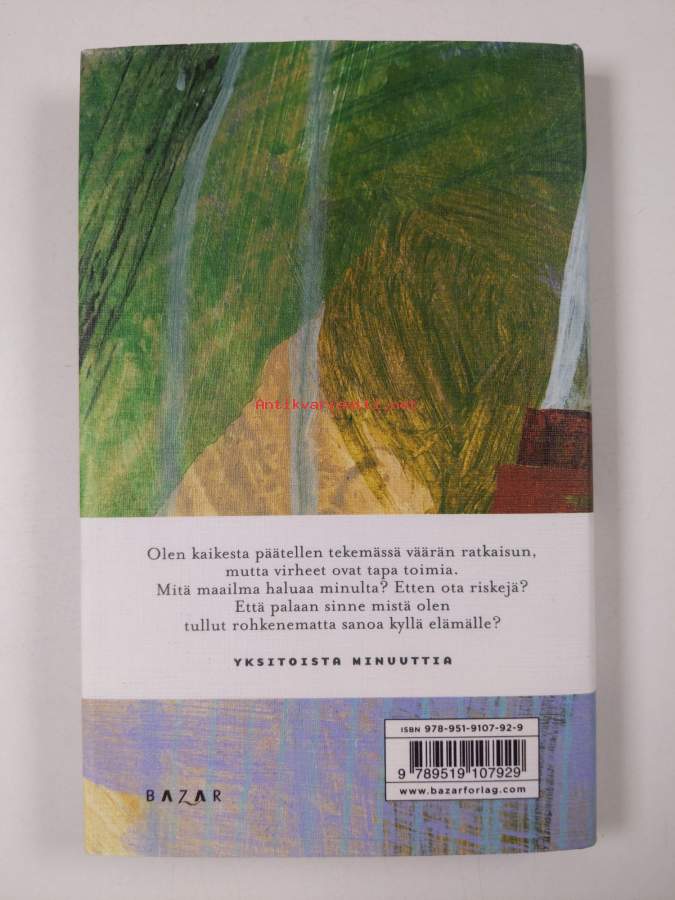 Antikvariaatti.net
Olen kaikesta päätellen tekemässä väärän ratkaisun,
mutta virheet ovat tapa toimia.
Mitä maailma haluaa minulta? Etten ota riskejä?
Että palaan sinne mistä olen
tullut rohkenematta sanoa kyllä elämälle?
YKSITOISTA MINUUTTIA
ISBN 978-951-9107-92-9
9 789519 107929
www.bazarforlag.com
BAZAR